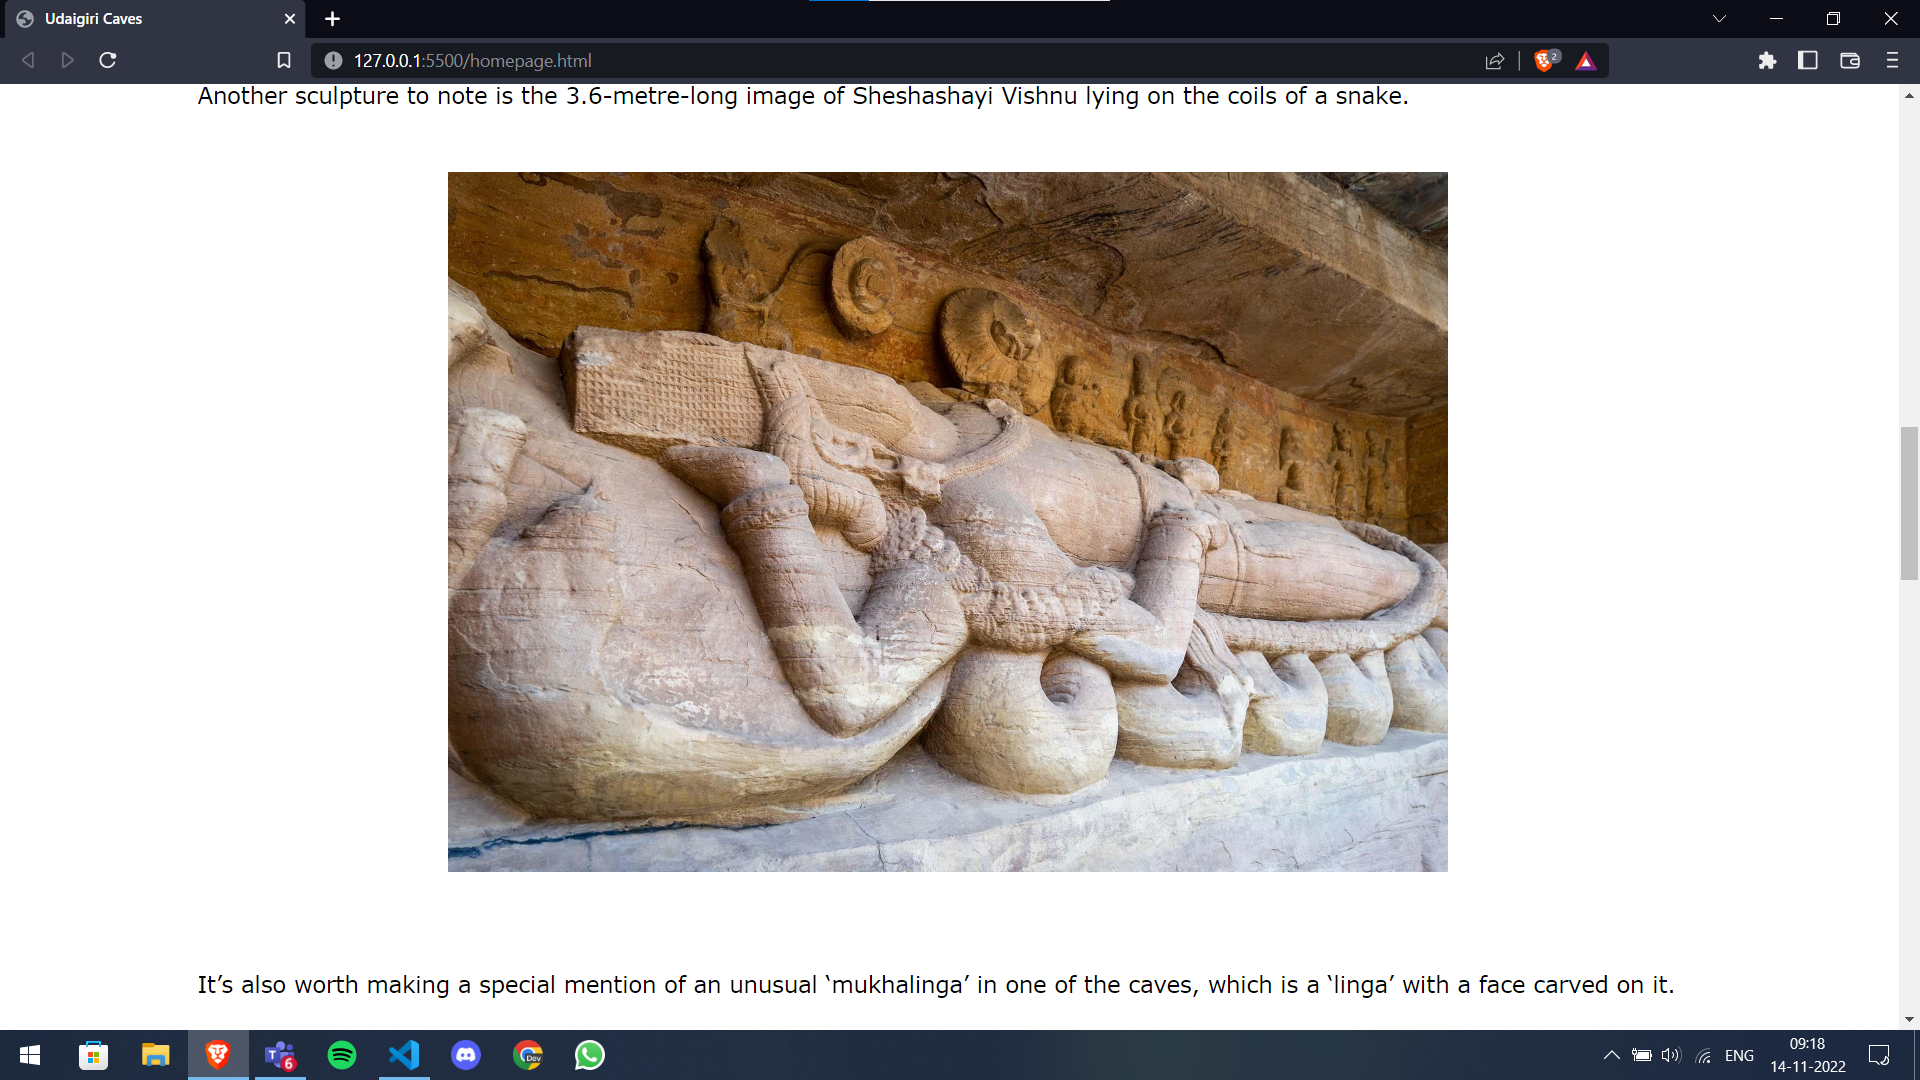 Udaigiri Caves
127.0.0.1:5500/homepage.html
2
Another sculpture to note is the 3.6-metre-long image of Sheshashayi Vishnu lying on the coils of a snake.
It’s also worth making a special mention of an unusual ‘mukhalinga’ in one of the caves, which is a ‘linga’ with a face carved on it.
T
6
Dev
ENG
09:18
14-11-2022